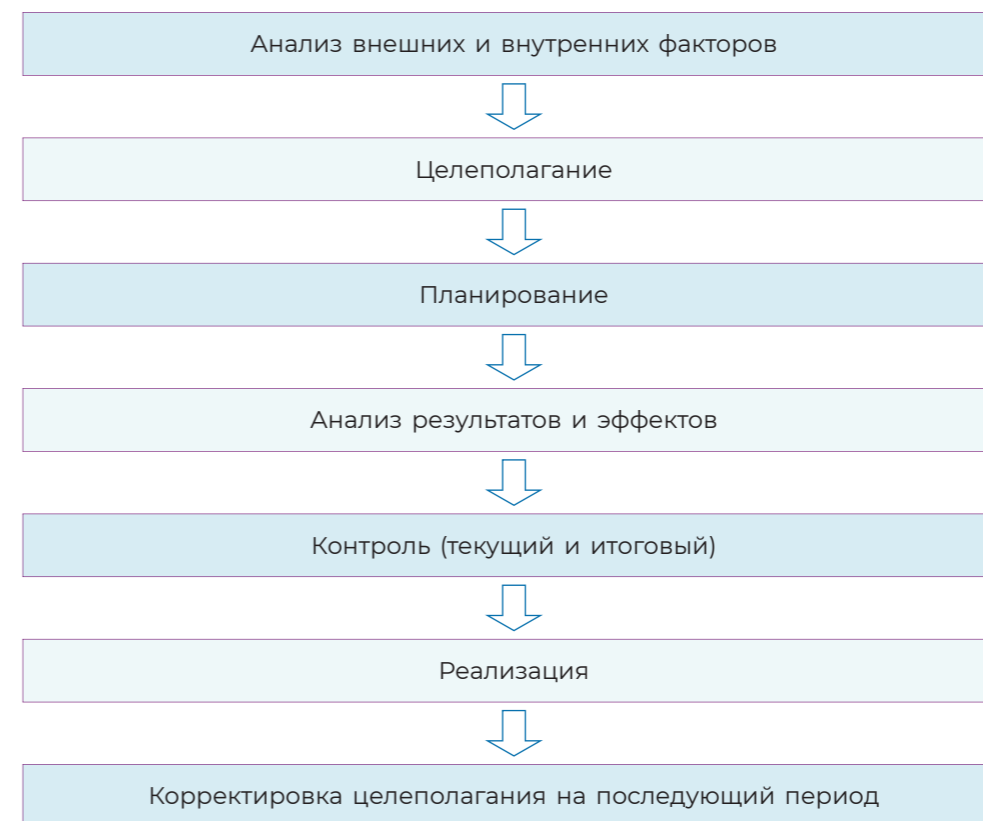 Анализ внешних и внутренних факторов
Целеполагание
Планирование
Анализ результатов и эффектов
Контроль (текущий и итоговый)
Реализация
Корректировка целеполагания на последующий период